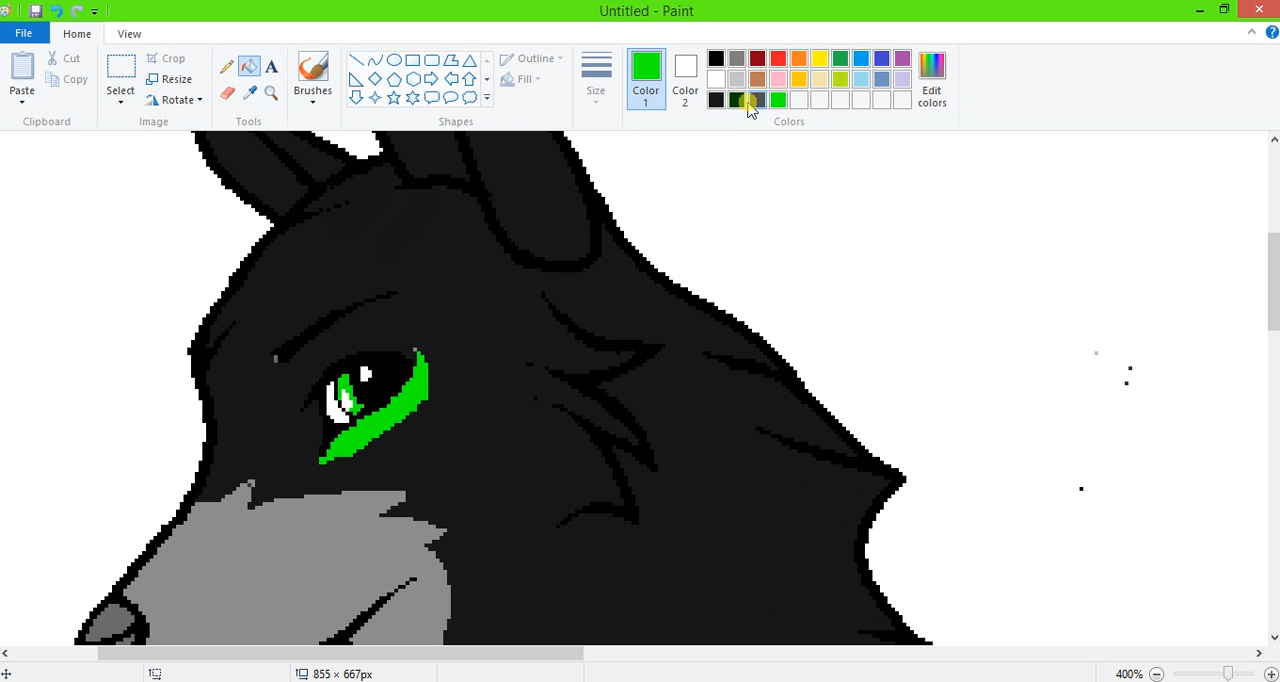 Untitled - Paint
File Home View
Paste
Cut
Copy
Clipboard
Select
Crop
Resize
Rotate
Image
A
Tools
Brushes
Shapes
Outline
Fill
Size
Color 1
Color 2
Colors
Edit colors
855 × 667px
400%